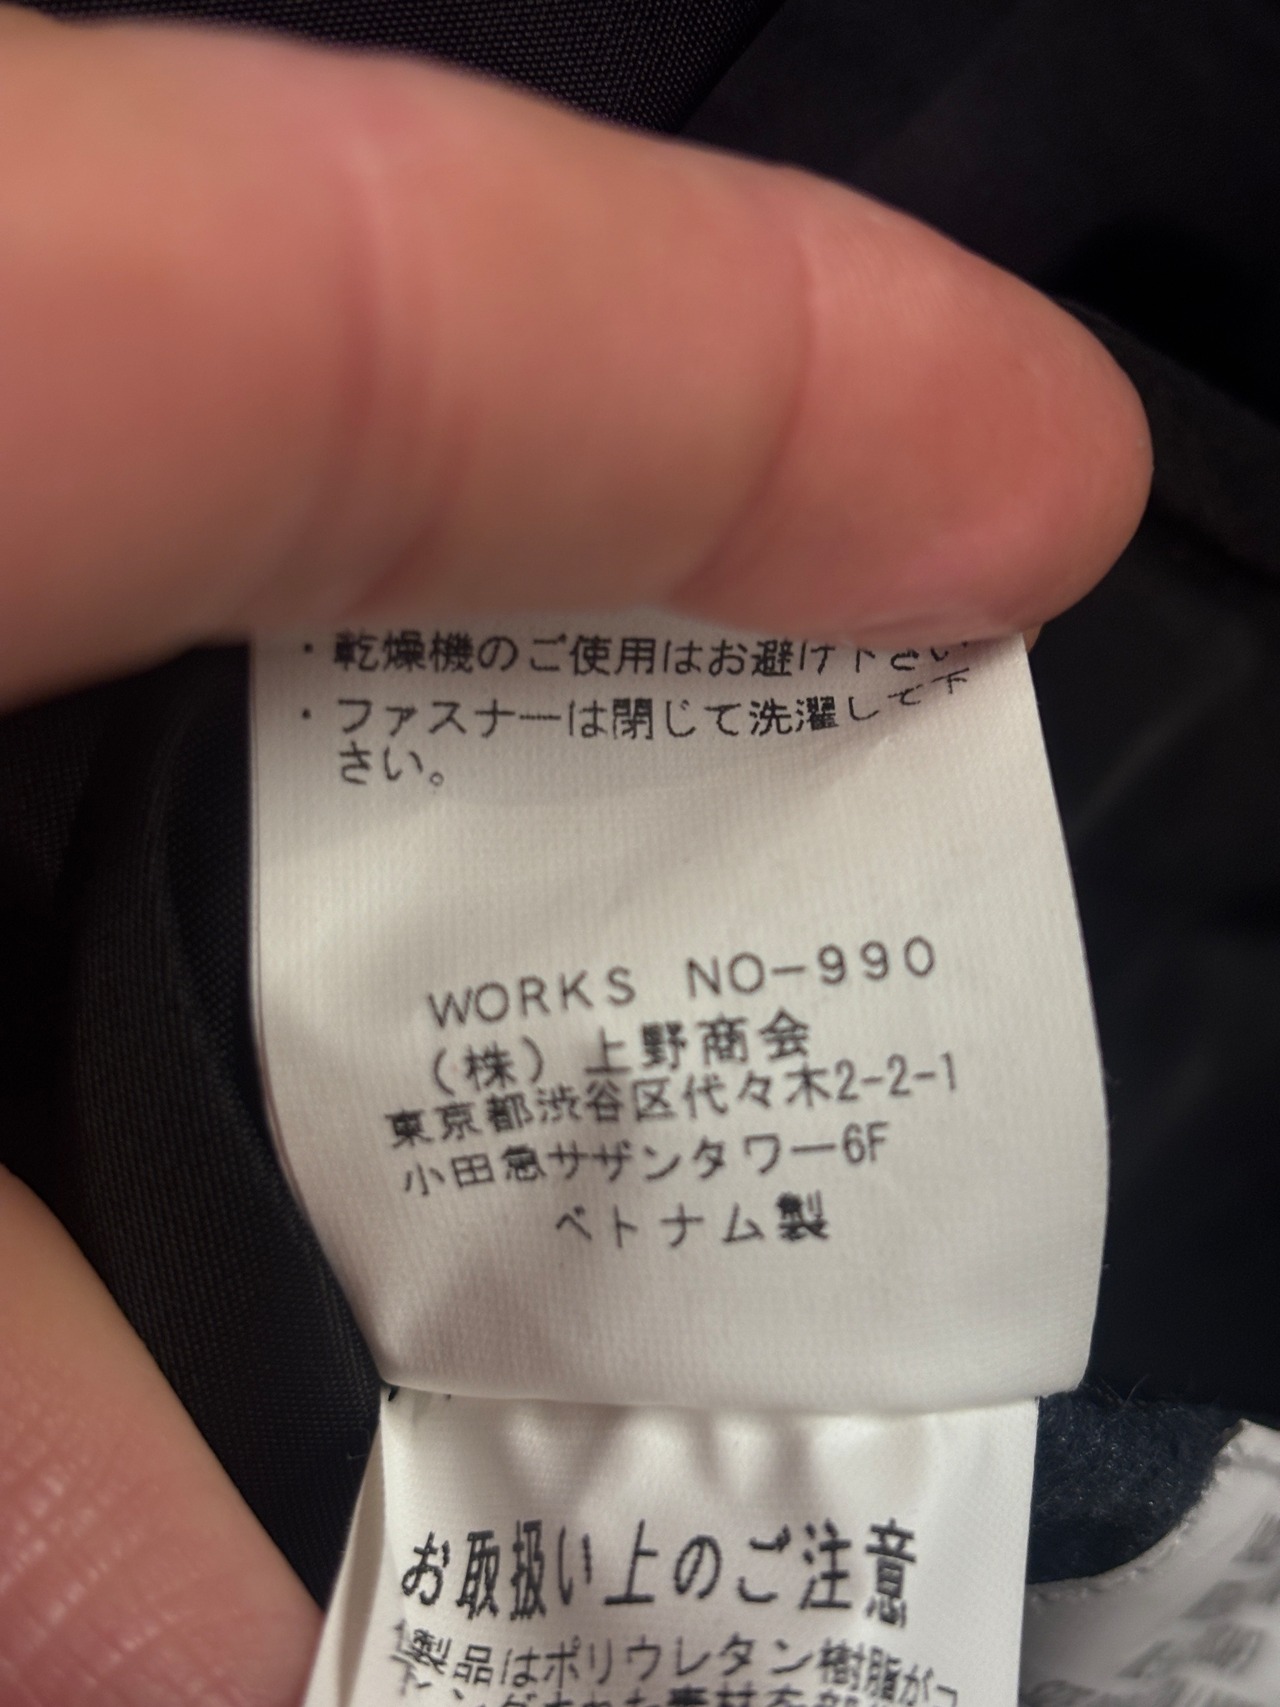 ・乾燥機のご使用はお避け下さい
・ファスナーは閉じて洗濯して下
さい。
WORKS NO-990
(株) 上野商会
東京都渋谷区代々木2-2-1
小田急サザンタワー6F
ベトナム製
お取扱い上のご注意
製品はポリウレタン樹脂が